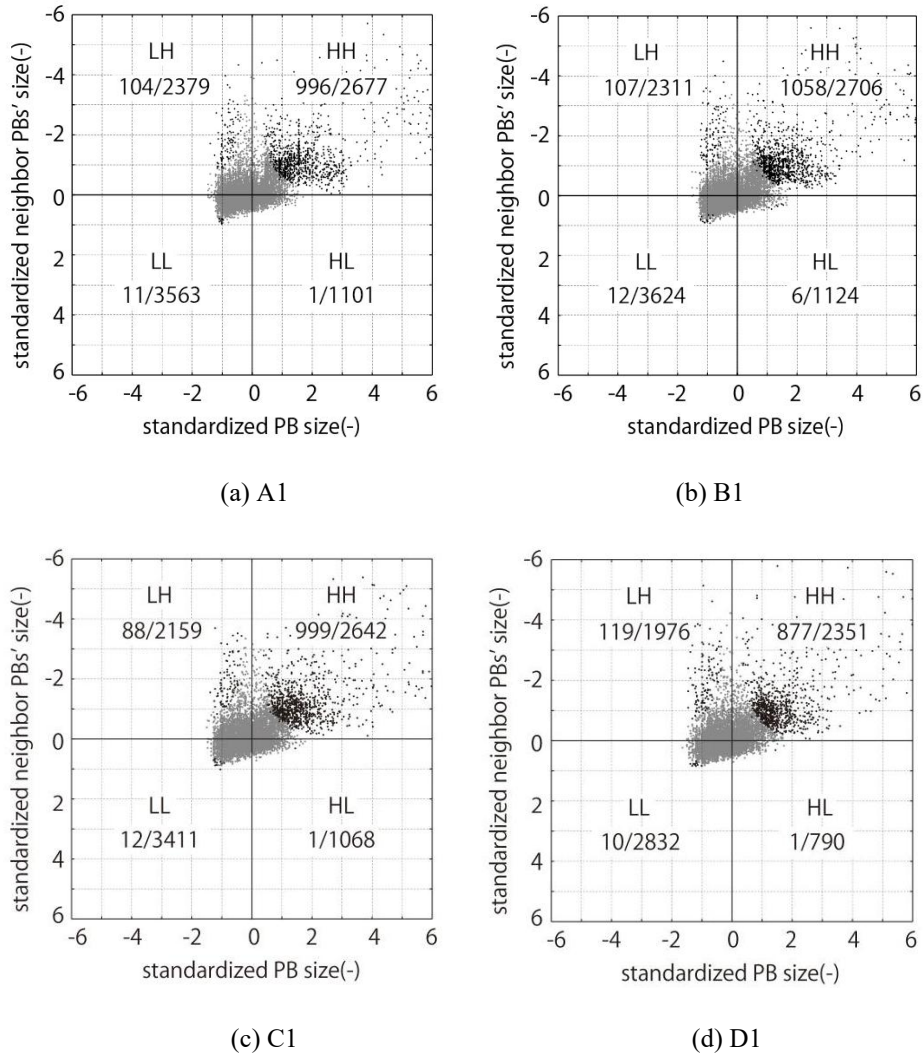 -6
-4
-2
0
2
4
6
standardized neighbor PBs' size(-)
LH
104/2379
HH
996/2677
LL
11/3563
HL
1/1101
-6 -4 -2 0 2 4 6
standardized PB size(-)
(a) A1
-6
-4
-2
0
2
4
6
standardized neighbor PBs' size(-)
LH
107/2311
HH
1058/2706
LL
12/3624
HL
6/1124
-6 -4 -2 0 2 4 6
standardized PB size(-)
(b) B1
-6
-4
-2
0
2
4
6
standardized neighbor PBs' size(-)
LH
88/2159
HH
999/2642
LL
12/3411
HL
1/1068
-6 -4 -2 0 2 4 6
standardized PB size(-)
(c) C1
-6
-4
-2
0
2
4
6
standardized neighbor PBs' size(-)
LH
119/1976
HH
877/2351
LL
10/2832
HL
1/790
-6 -4 -2 0 2 4 6
standardized PB size(-)
(d) D1